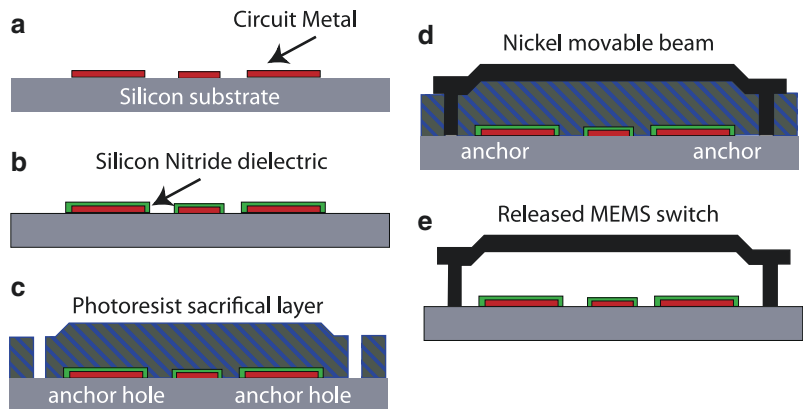 a
Circuit Metal
Silicon substrate
b
Silicon Nitride dielectric
c
Photoresist sacrifical layer
anchor hole anchor hole
d
Nickel movable beam
anchor anchor
e
Released MEMS switch